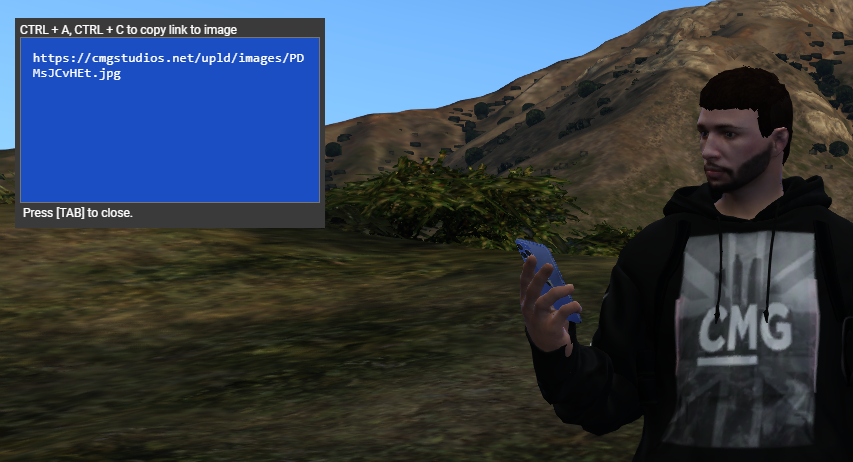 CTRL + A, CTRL + C to copy link to image
https://cmgstudios.net/upld/images/PD
MsJCvHEt.jpg
Press [TAB] to close.
CMG